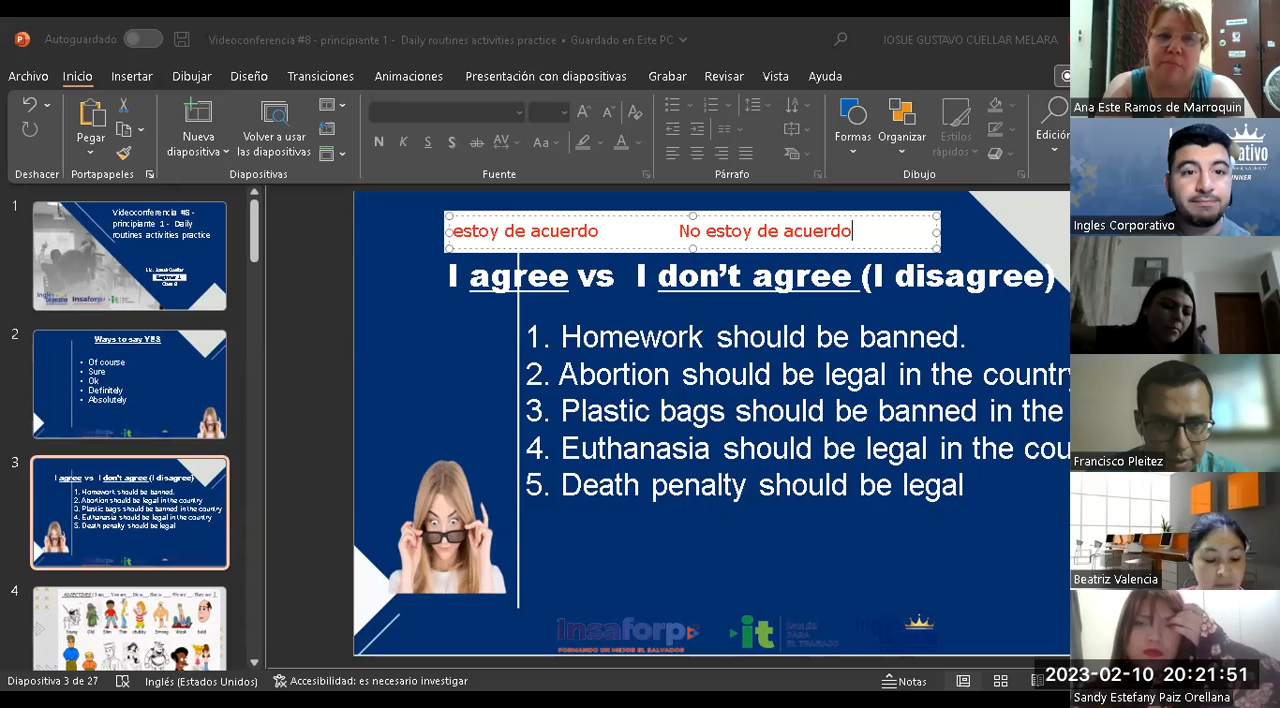 Autoguardado
Videoconferencia #8 - principiante 1 - Daily routines activities practice • Guardado en Este PC
JOSUE GUSTAVO CUELLAR MELARA
Archivo Inicio Insertar Dibujar Diseño Transiciones Animaciones Presentación con diapositivas Grabar Revisar Vista Ayuda
Pegar
Nueva diapositiva
Volver a usar las diapositivas
N K S S ab AV Aa A
Formas Organizar Estilos rápidos Edición
Deshacer Portapapeles Diapositivas Fuente Párrafo Dibujo
1
Videoconferencia #8 -
principiante 1 - Daily
routines activities practice
Lic. Josué Cuellar
2
Ways to say YES
• Of course
• Sure
• Ok
• Definitely
• Absolutely
3
I agree vs I don't agree (I disagree)
1. Homework should be banned.
2. Abortion should be legal in the country
3. Plastic bags should be banned in the country
4. Euthanasia should be legal in the country
5. Death penalty should be legal
4
estoy de acuerdo No estoy de acuerdo
I agree vs I don't agree (I disagree)
1. Homework should be banned.
2. Abortion should be legal in the countr
3. Plastic bags should be banned in the
4. Euthanasia should be legal in the cou
5. Death penalty should be legal
Insaforp
FORMANDO UN MEJOR EL SALVADOR
it
INGLÉS
PARA
EL TRABAJO
Diapositiva 3 de 27 Inglés (Estados Unidos) Accesibilidad: es necesario investigar Notas
Ana Este Ramos de Marroquin
Ingles Corporativo
Francisco Pleitez
Beatriz Valencia
2023-02-10 20:21:51
Sandy Estefany Paiz Orellana